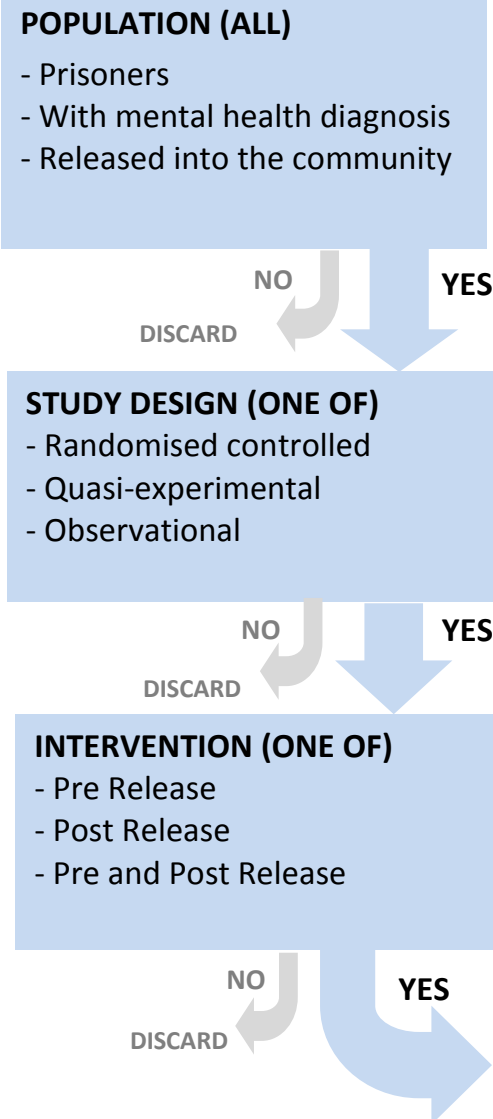 POPULATION (ALL)
- Prisoners
- With mental health diagnosis
- Released into the community
NO
YES
DISCARD
STUDY DESIGN (ONE OF)
- Randomised controlled
- Quasi-experimental
- Observational
NO
YES
DISCARD
INTERVENTION (ONE OF)
- Pre Release
- Post Release
- Pre and Post Release
NO
YES
DISCARD